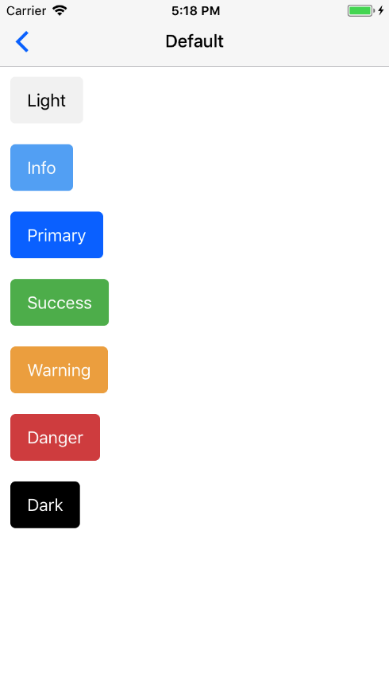 Carrier 5:18 PM
Default
Light
Info
Primary
Success
Warning
Danger
Dark